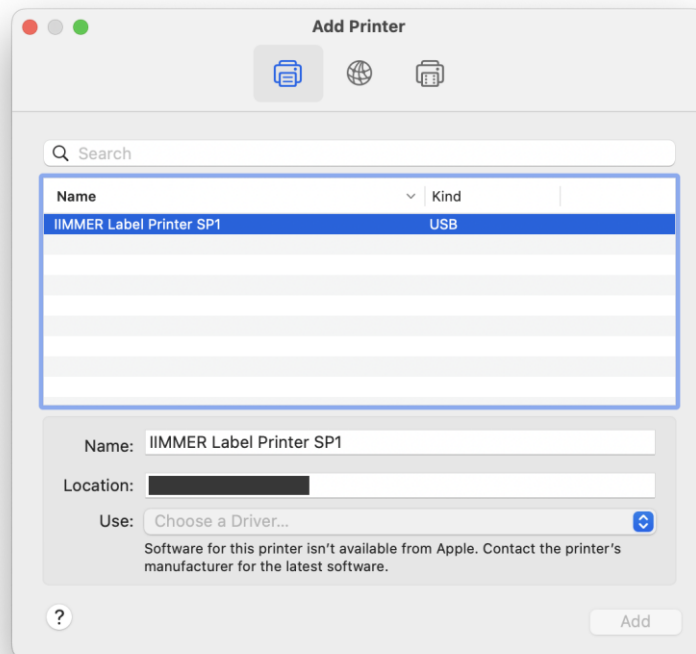 Add Printer
Search
Name Kind
IIMMER Label Printer SP1 USB
Name: IIMMER Label Printer SP1
Location:
Use: Choose a Driver...
Software for this printer isn't available from Apple. Contact the printer's
manufacturer for the latest software.
? Add